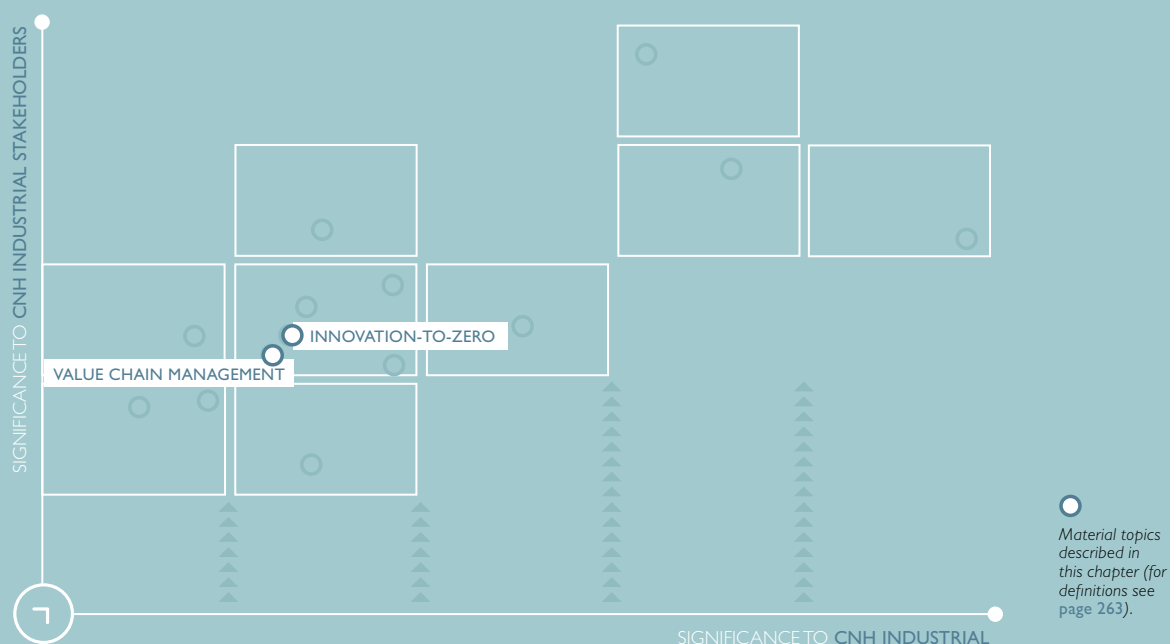 SIGNIFICANCE TO CNH INDUSTRIAL STAKEHOLDERS
INNOVATION-TO-ZERO
VALUE CHAIN MANAGEMENT
Material topics
described in
this chapter (for
definitions see
page 263).
SIGNIFICANCE TO CNH INDUSTRIAL